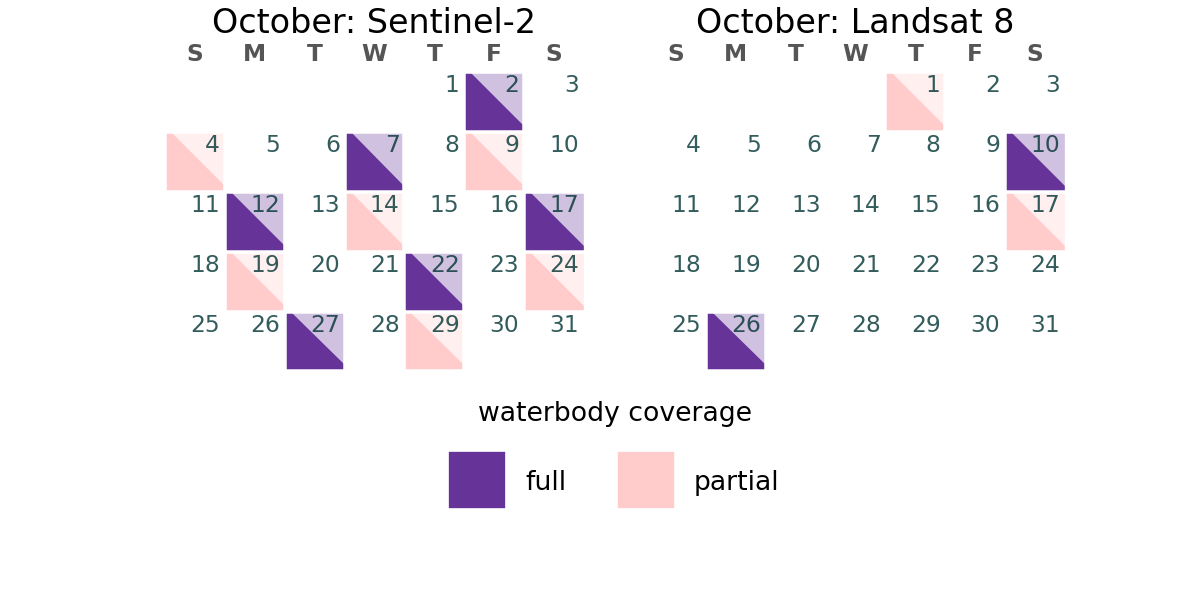 October: Sentinel-2
S M T W T F S
1 2 3
4 5 6 7 8 9 10
11 12 13 14 15 16 17
18 19 20 21 22 23 24
25 26 27 28 29 30 31
October: Landsat 8
S M T W T F S
1 2 3
4 5 6 7 8 9 10
11 12 13 14 15 16 17
18 19 20 21 22 23 24
25 26 27 28 29 30 31
waterbody coverage
full partial